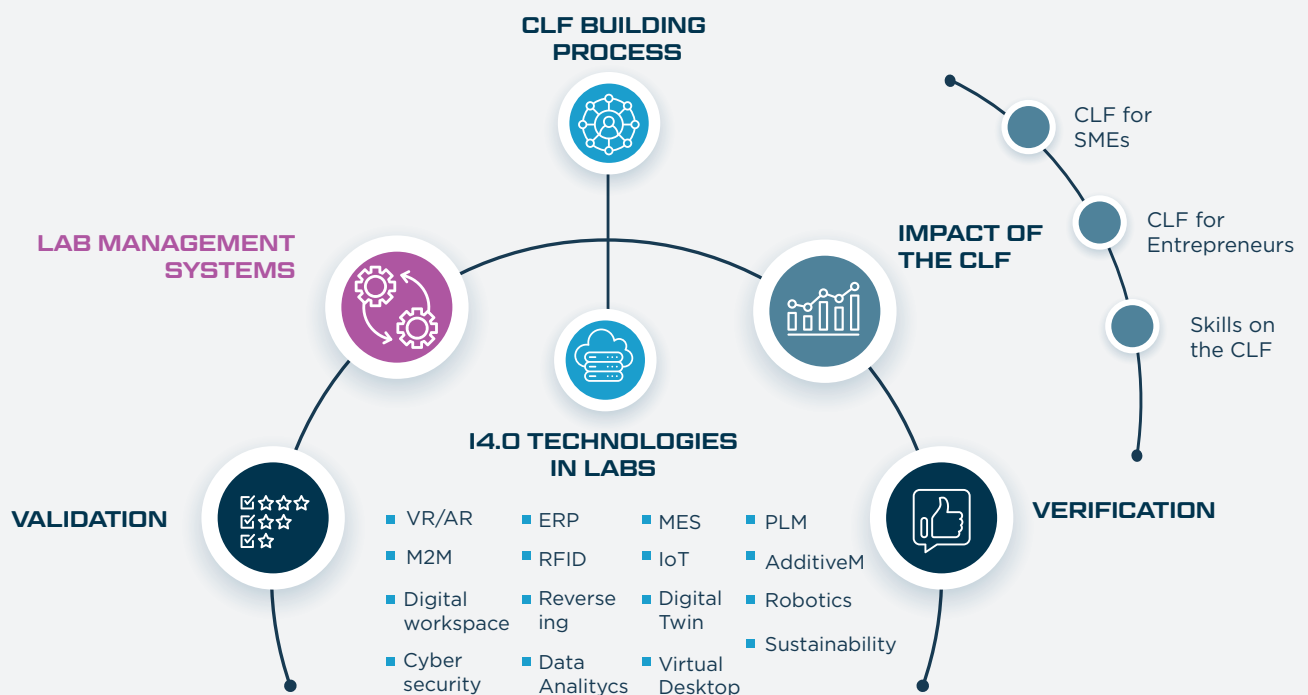 CLF BUILDING
PROCESS
CLF for
SMEs
CLF for
Entrepreneurs
Skills on
the CLF
LAB MANAGEMENT
SYSTEMS
IMPACT OF
THE CLF
I4.0 TECHNOLOGIES
IN LABS
VALIDATION
VERIFICATION
VR/AR
M2M
Digital
workspace
Cyber
security
ERP
RFID
Reverse
ing
Data
Analitycs
MES
IoT
Digital
Twin
Virtual
Desktop
PLM
AdditiveM
Robotics
Sustainability